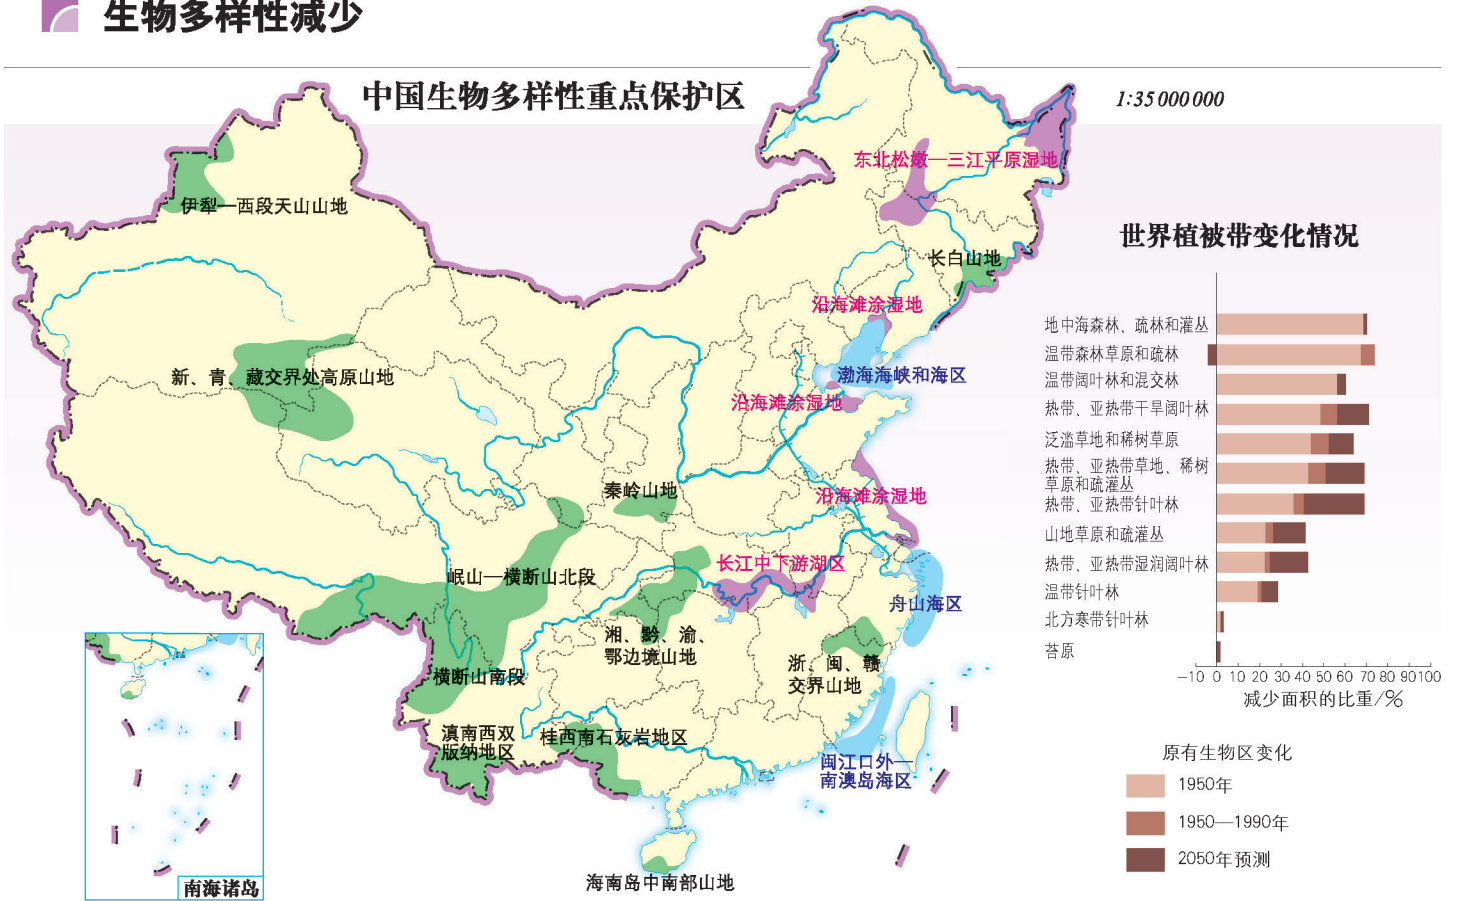 生物多样性减少
中国生物多样性重点保护区
1:35 000 000
东北松嫩—三江平原湿地
伊犁—西段天山山地
长白山地
沿海滩涂湿地
新、青、藏交界处高原山地
渤海海峡和海区
沿海滩涂湿地
秦岭山地
沿海滩涂湿地
岷山—横断山北段
长江中下游湖区
舟山海区
湘、黔、渝、
鄂边境山地
浙、闽、赣
交界山地
横断山南段
滇南西双
版纳地区
桂西南石灰岩地区
闽江口外—
南澳岛海区
海南岛中南部山地
南海诸岛
世界植被带变化情况
地中海森林、疏林和灌丛
温带森林草原和疏林
温带阔叶林和混交林
热带、亚热带干旱阔叶林
泛滥草地和稀树草原
热带、亚热带草地、稀树
草原和疏灌丛
热带、亚热带针叶林
山地草原和疏灌丛
热带、亚热带湿润阔叶林
温带针叶林
北方寒带针叶林
苔原
-10 0 10 20 30 40 50 60 70 80 90 100
减少面积的比重/%
原有生物区变化
1950年
1950—1990年
2050年预测